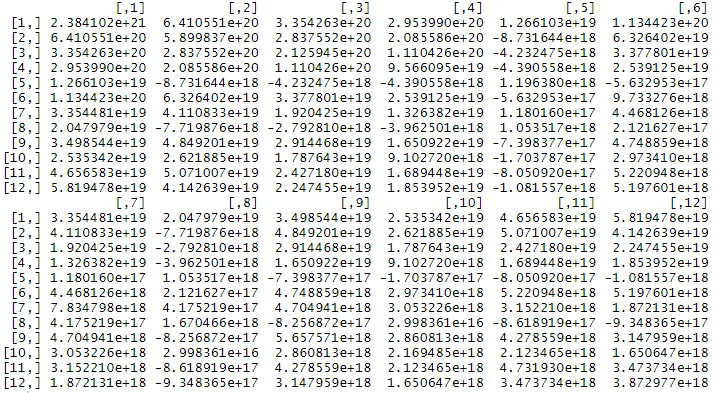 [,1] [,2] [,3] [,4] [,5] [,6]
[1,] 2.384102e+21 6.410551e+20 3.354263e+20 2.953990e+20 1.266103e+19 1.134423e+20
[2,] 6.410551e+20 5.899837e+20 2.837552e+20 2.085586e+20 -8.731644e+18 6.326402e+19
[3,] 3.354263e+20 2.837552e+20 2.125945e+20 1.110426e+20 -4.232475e+18 3.377801e+19
[4,] 2.953990e+20 2.085586e+20 1.110426e+20 9.566095e+19 -4.390558e+18 2.539125e+19
[5,] 1.266103e+19 -8.731644e+18 -4.232475e+18 -4.390558e+18 1.196380e+18 -5.632953e+17
[6,] 1.134423e+20 6.326402e+19 3.377801e+19 2.539125e+19 -5.632953e+17 9.733276e+18
[7,] 3.354481e+19 4.110833e+19 1.920425e+19 1.326382e+19 1.180160e+17 4.468126e+18
[8,] 2.047979e+19 -7.719876e+18 -2.792810e+18 -3.962501e+18 1.053517e+18 2.121627e+17
[9,] 3.498544e+19 4.849201e+19 2.914468e+19 1.650922e+19 -7.398377e+17 4.748859e+18
[10,] 2.535342e+19 2.621885e+19 1.787643e+19 9.102720e+18 -1.703787e+17 2.973410e+18
[11,] 4.656583e+19 5.071007e+19 2.427180e+19 1.689448e+19 -8.050920e+17 5.220948e+18
[12,] 5.819478e+19 4.142639e+19 2.247455e+19 1.853952e+19 -1.081557e+18 5.197601e+18
[,7] [,8] [,9] [,10] [,11] [,12]
[1,] 3.354481e+19 2.047979e+19 3.498544e+19 2.535342e+19 4.656583e+19 5.819478e+19
[2,] 4.110833e+19 -7.719876e+18 4.849201e+19 2.621885e+19 5.071007e+19 4.142639e+19
[3,] 1.920425e+19 -2.792810e+18 2.914468e+19 1.787643e+19 2.427180e+19 2.247455e+19
[4,] 1.326382e+19 -3.962501e+18 1.650922e+19 9.102720e+18 1.689448e+19 1.853952e+19
[5,] 1.180160e+17 1.053517e+18 -7.398377e+17 -1.703787e+17 -8.050920e+17 -1.081557e+18
[6,] 4.468126e+18 2.121627e+17 4.748859e+18 2.973410e+18 5.220948e+18 5.197601e+18
[7,] 7.834798e+18 4.175219e+17 4.704941e+18 3.053226e+18 3.152210e+18 1.872131e+18
[8,] 4.175219e+17 1.670466e+18 -8.256872e+17 2.998361e+16 -8.618919e+17 -9.348365e+17
[9,] 4.704941e+18 -8.256872e+17 5.657571e+18 2.860813e+18 4.278559e+18 3.147959e+18
[10,] 3.053226e+18 2.998361e+16 2.860813e+18 2.169485e+18 2.123465e+18 1.650647e+18
[11,] 3.152210e+18 -8.618919e+17 4.278559e+18 2.123465e+18 4.731930e+18 3.473734e+18
[12,] 1.872131e+18 -9.348365e+17 3.147959e+18 1.650647e+18 3.473734e+18 3.872977e+18